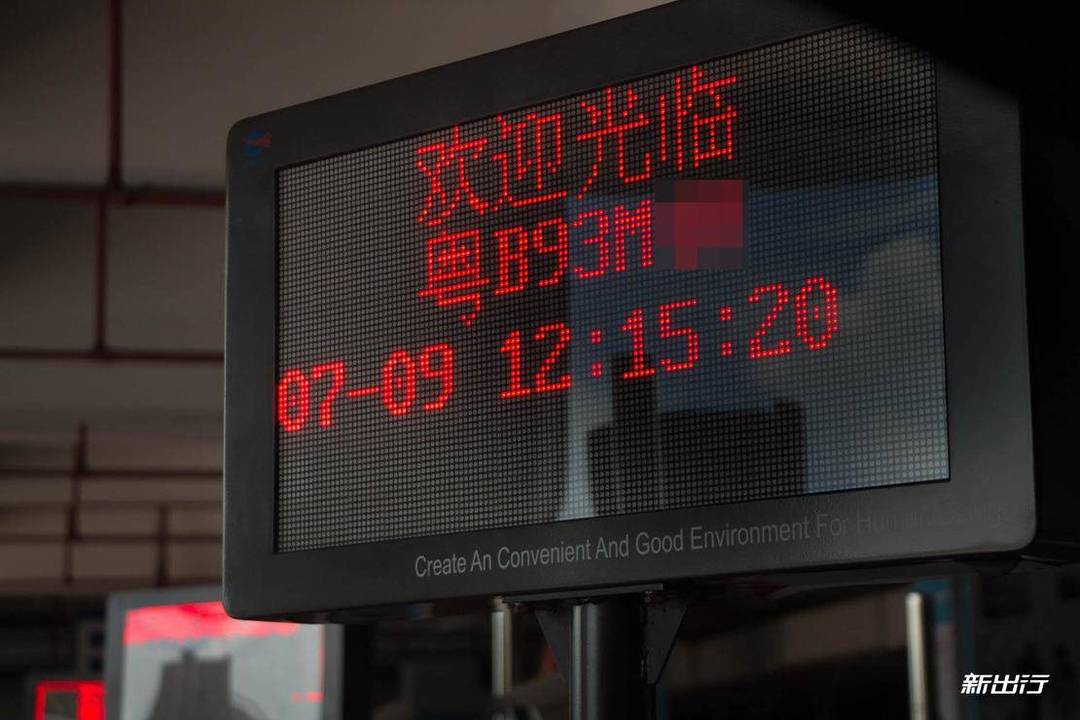 欢迎光临
粤B93M
07-09 12:15:20
Create An Convenient And Good Environment For Human
新出行